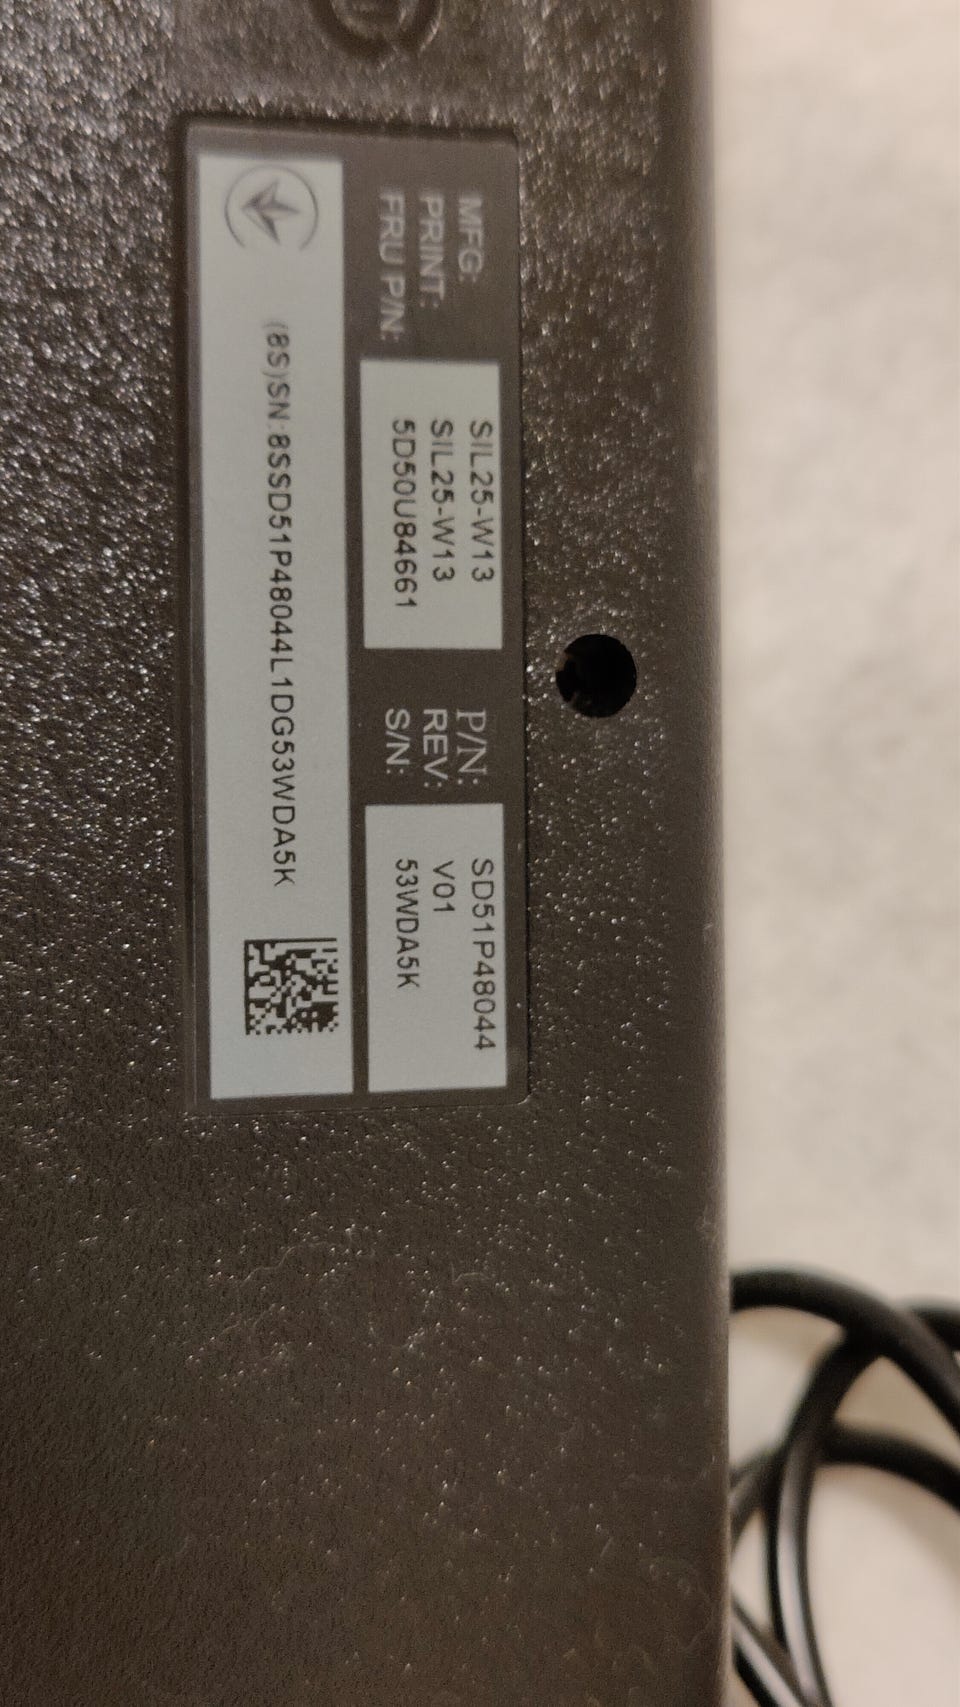 MFG: SIL25-W13 P/N: SD51P48044
PRINT: SIL25-W13 REV: V01
FRU P/N: 5D50U84661 S/N: 53WDA5K
(8S)SN:8SSD51P48044L1DG53WDA5K